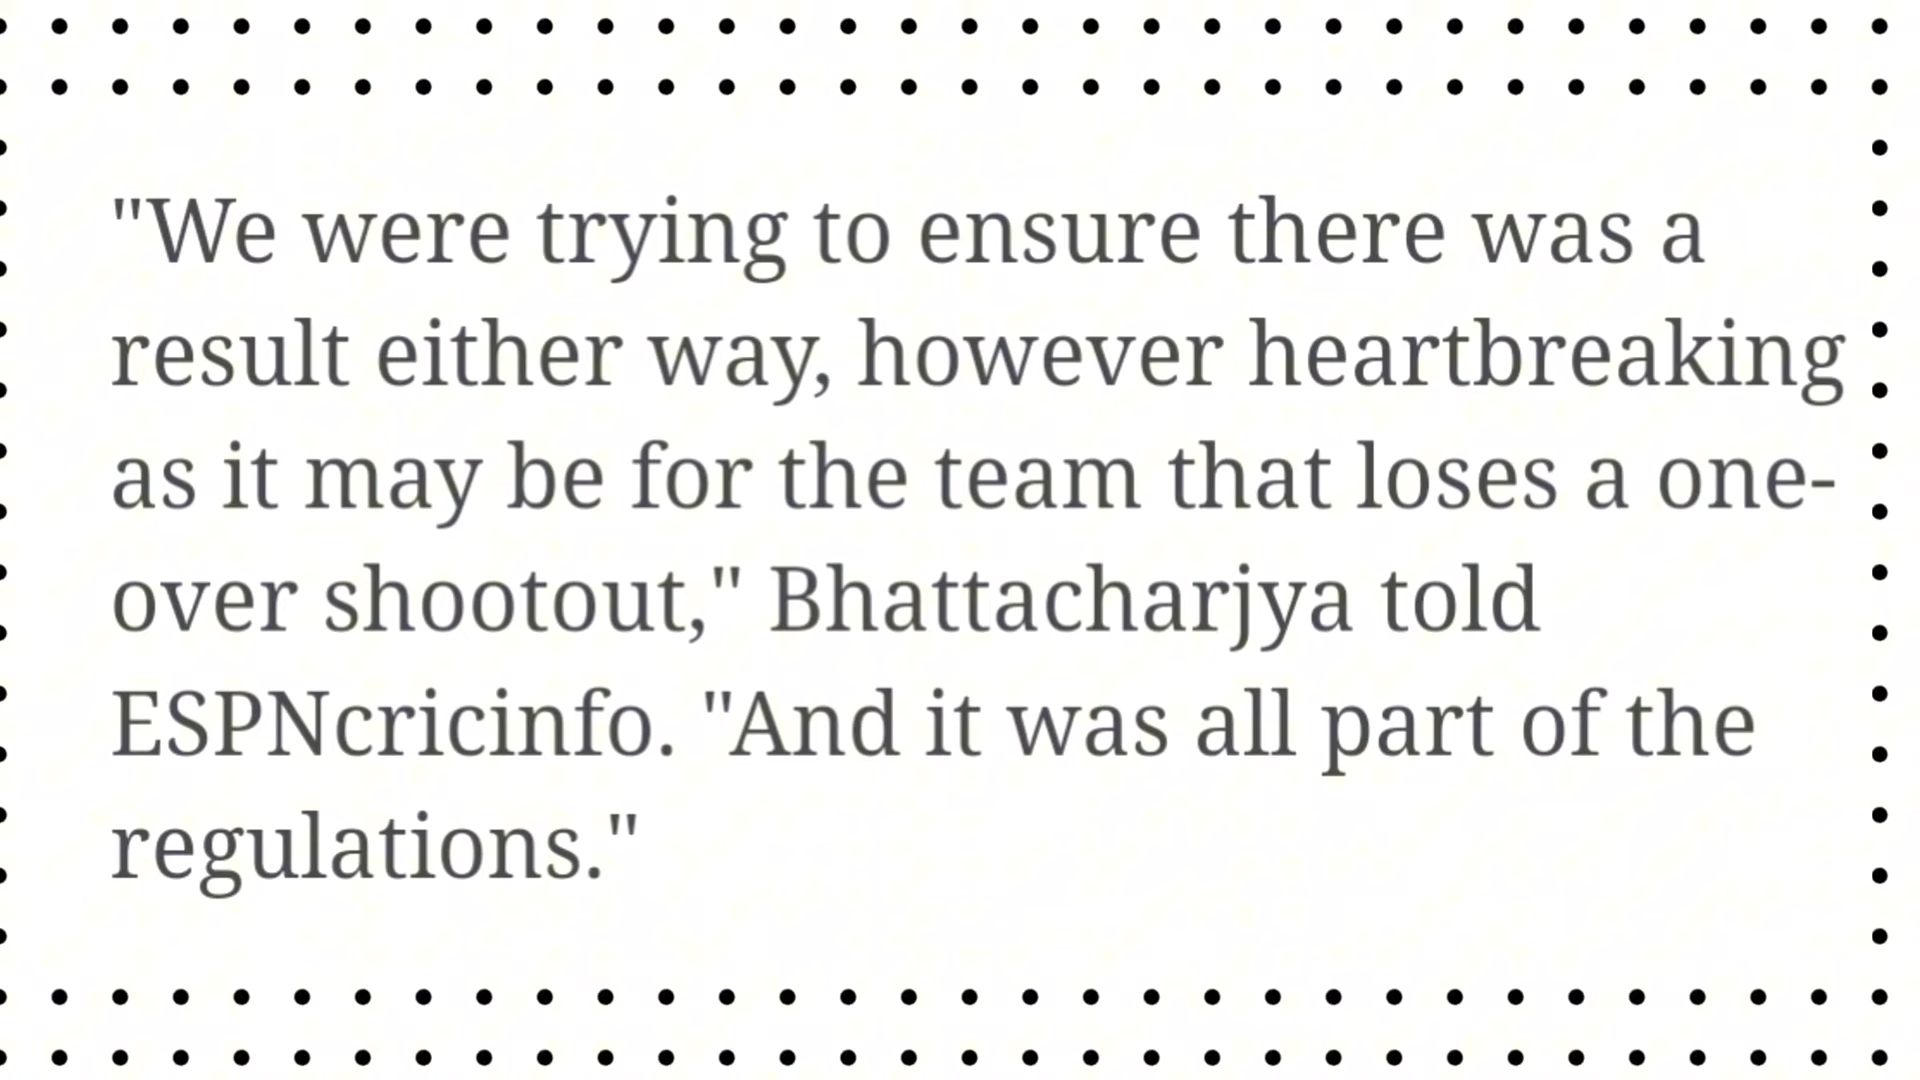 "We were trying to ensure there was a
result either way, however heartbreaking
as it may be for the team that loses a one-
over shootout," Bhattacharjya told
ESPNcricinfo. "And it was all part of the
regulations."